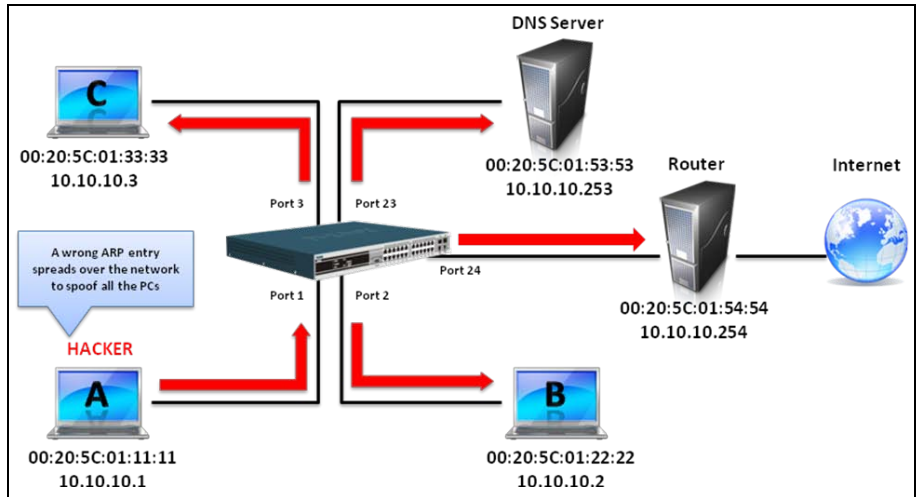 DNS Server
C
00:20:5C:01:33:33
10.10.10.3
00:20:5C:01:53:53
10.10.10.253
Router
Internet
Port 3
Port 23
A wrong ARP entry
spreads over the network
to spoof all the PCs
Port 24
Port 1
Port 2
00:20:5C:01:54:54
10.10.10.254
HACKER
A
B
00:20:5C:01:11:11
10.10.10.1
00:20:5C:01:22:22
10.10.10.2